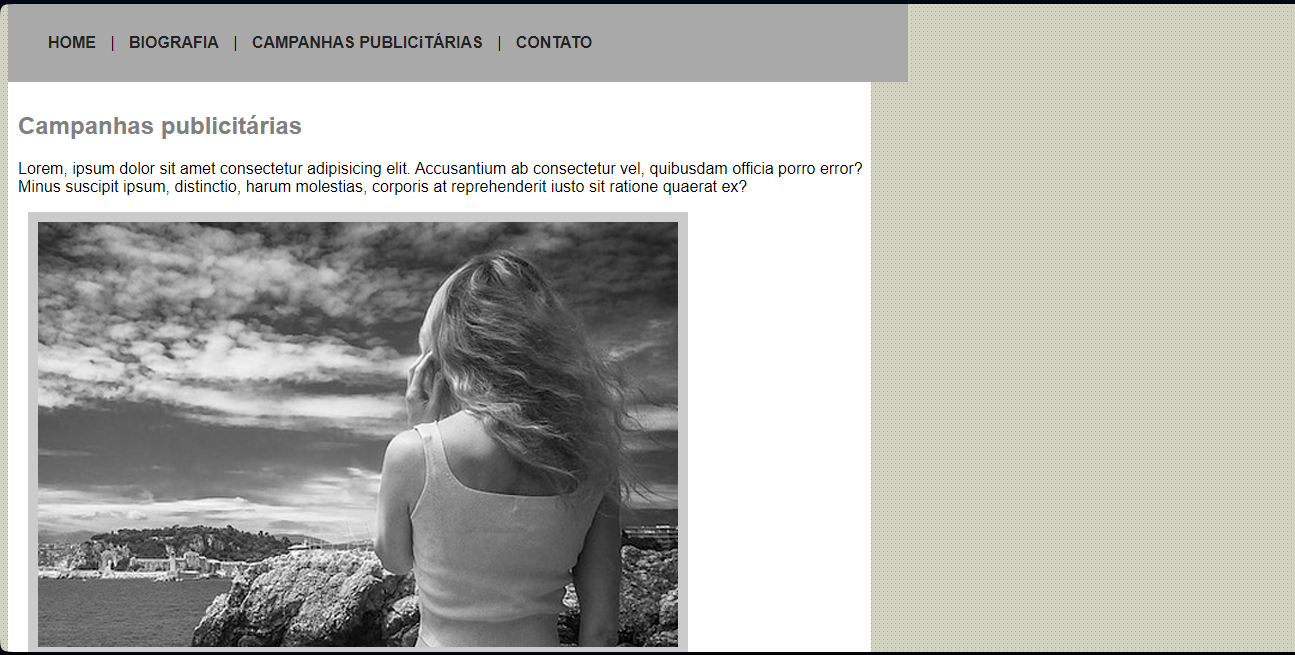 HOME | BIOGRAFIA | CAMPANHAS PUBLICiTÁRIAS | CONTATO
Campanhas publicitárias
Lorem, ipsum dolor sit amet consectetur adipisicing elit. Accusantium ab consectetur vel, quibusdam officia porro error?
Minus suscipit ipsum, distinctio, harum molestias, corporis at reprehenderit iusto sit ratione quaerat ex?